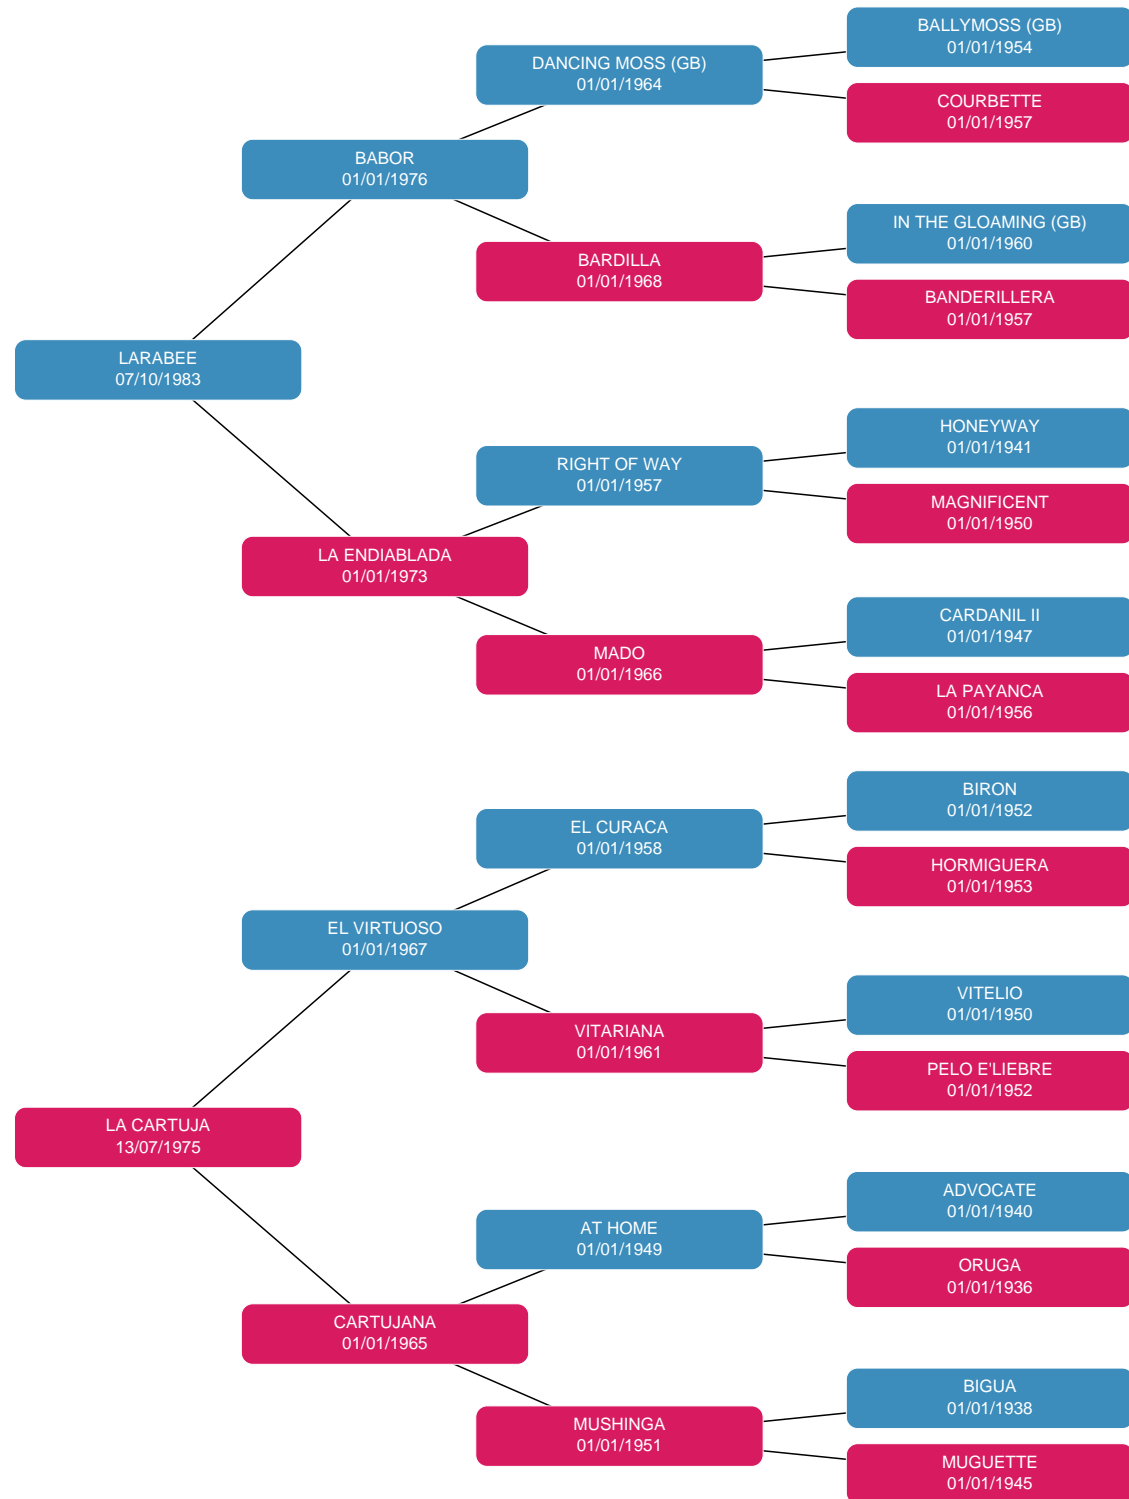 BALLYMOSS (GB)
01/01/1954
DANCING MOSS (GB)
01/01/1964
COURBETTE
01/01/1957
BABOR
01/01/1976
IN THE GLOAMING (GB)
01/01/1960
BARDILLA
01/01/1968
BANDERILLERA
01/01/1957
LARABEE
07/10/1983
HONEYWAY
01/01/1941
RIGHT OF WAY
01/01/1957
MAGNIFICENT
01/01/1950
LA ENDIABLADA
01/01/1973
CARDANIL II
01/01/1947
MADO
01/01/1966
LA PAYANCA
01/01/1956
BIRON
01/01/1952
EL CURACA
01/01/1958
HORMIGUERA
01/01/1953
EL VIRTUOSO
01/01/1967
VITELIO
01/01/1950
VITARIANA
01/01/1961
PELO E'LIEBRE
01/01/1952
LA CARTUJA
13/07/1975
ADVOCATE
01/01/1940
AT HOME
01/01/1949
ORUGA
01/01/1936
CARTUJANA
01/01/1965
BIGUA
01/01/1938
MUSHINGA
01/01/1951
MUGUETTE
01/01/1945